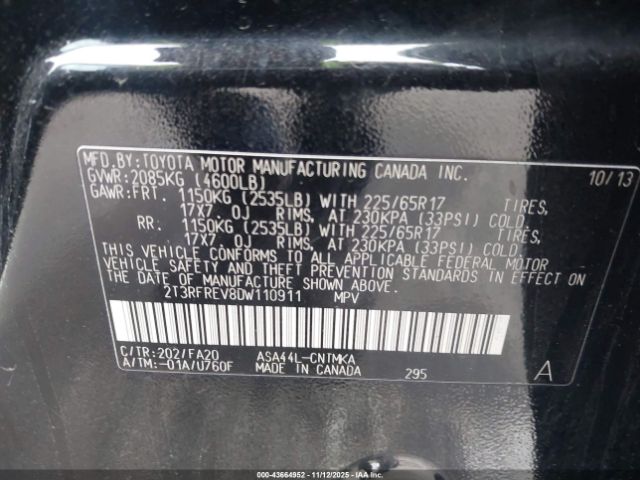 MFD. BY: TOYOTA MOTOR MANUFACTURING CANADA INC. 10/13
GVWR: 2085KG (4600LB)
GAWR: FRT. 1150KG (2535LB) WITH 225/65R17 TIRES,
17X7. 0J RIMS, AT 230KPA (33PSI) COLD
RR. 1150KG (2535LB) WITH 225/65R17 TIRES,
17X7. 0J RIMS, AT 230KPA (33PSI) COLD
THIS VEHICLE CONFORMS TO ALL APPLICABLE FEDERAL MOTOR
VEHICLE SAFETY AND THEFT PREVENTION STANDARDS IN EFFECT ON
THE DATE OF MANUFACTURE SHOWN ABOVE.
2T3RFREV8DW110911 MPV
C/TR: 202/FA20 ASA44L-CNTMKA
A/TM: -01A/U760F MADE IN CANADA 295 A
000-43664952 | 11/12/2025 | IAAI.com